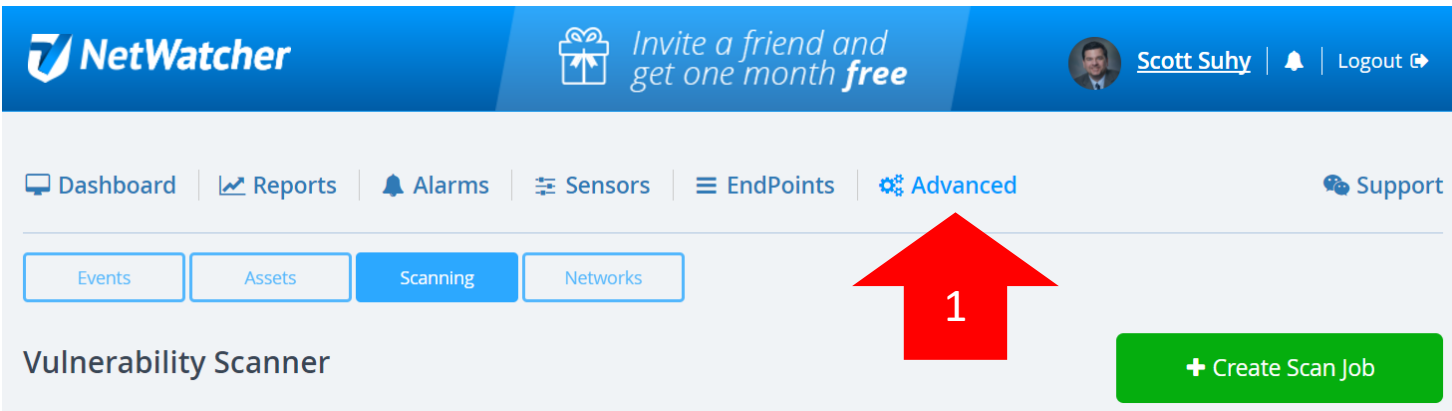 NetWatcher
Invite a friend and
get one month free
Scott Suhy
Logout
Dashboard Reports Alarms Sensors EndPoints Advanced Support
Events Assets Scanning Networks
1
Vulnerability Scanner
+ Create Scan Job